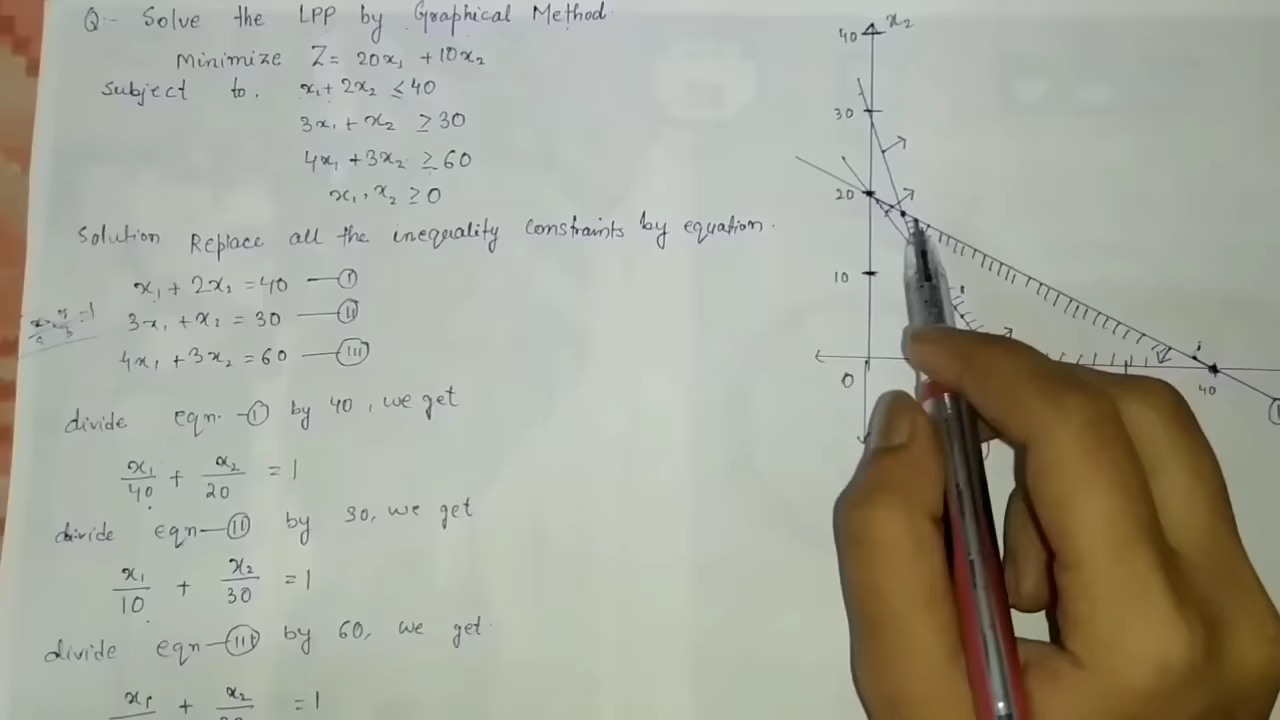 Q:- Solve the LPP by Graphical Method.
Minimize Z = 20x₁ + 10x₂
Subject to, x₁ + 2x₂ ≤ 40
3x₁ + x₂ ≥ 30
4x₁ + 3x₂ ≥ 60
x₁, x₂ ≥ 0
Solution Replace all the inequality constraints by equation.
x₁ + 2x₂ = 40 — Ⓘ
3x₁ + x₂ = 30 — (II)
4x₁ + 3x₂ = 60 — (III)
divide eqn. — Ⓘ by 40, we get
x₁/40 + x₂/20 = 1
divide eqn — (II) by 30, we get
x₁/10 + x₂/30 = 1
divide eqn — (III) by 60, we get.
x₁ + x₂ = 1
x₂
40
30
20
10
0
40